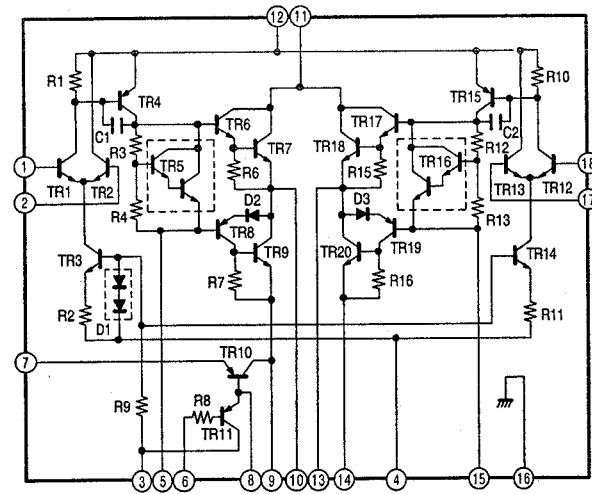 12 11
R1 R10
TR4 TR15
C1 TR6 TR17 C2
R3 TR5 TR7 TR18 TR16 R12
1 R6 R15 18
TR1 TR2 TR13 TR12
2 17
R4 D2 D3 R13
TR8 TR9 TR19
TR3 TR20 TR14
R7 R16
R2 D1 R11
7 TR10
R9 R8
TR11
3 5 6 8 9 10 13 14 4 15 16